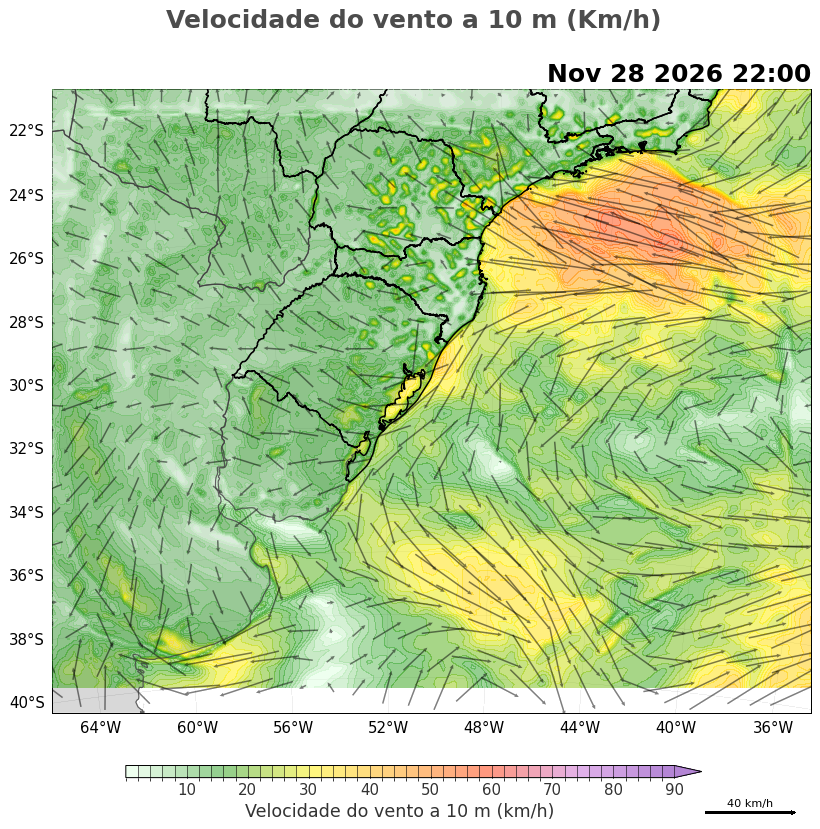 Velocidade do vento a 10 m (Km/h)
Nov 28 2026 22:00
22°S
24°S
26°S
28°S
30°S
32°S
34°S
36°S
38°S
40°S
64°W 60°W 56°W 52°W 48°W 44°W 40°W 36°W
10 20 30 40 50 60 70 80 90
Velocidade do vento a 10 m (km/h)
40 km/h